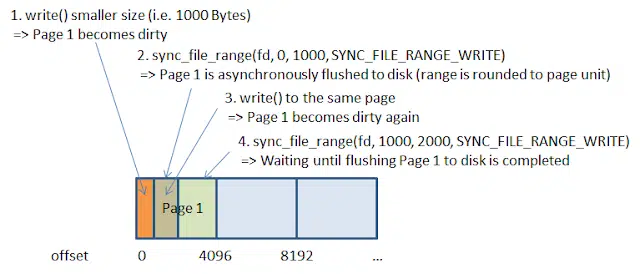 1. write() smaller size (i.e. 1000 Bytes)
=> Page 1 becomes dirty
2. sync_file_range(fd, 0, 1000, SYNC_FILE_RANGE_WRITE)
=> Page 1 is asynchronously flushed to disk (range is rounded to page unit)
3. write() to the same page
=> Page 1 becomes dirty again
4. sync_file_range(fd, 1000, 2000, SYNC_FILE_RANGE_WRITE)
=> Waiting until flushing Page 1 to disk is completed
Page 1
offset 0 4096 8192 ...